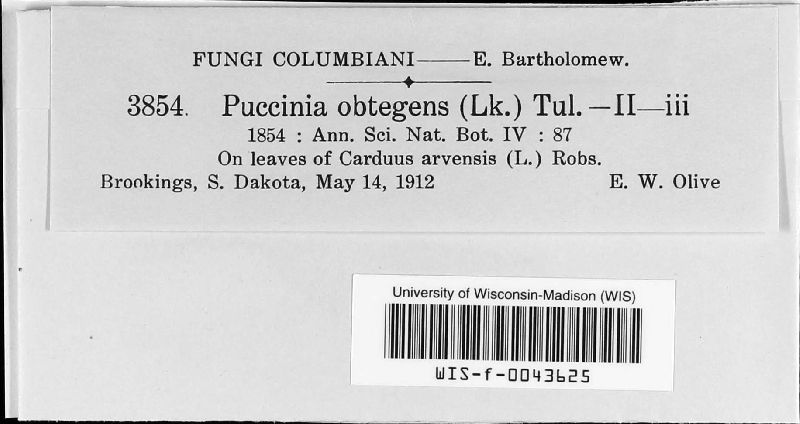 FUNGI COLUMBIANI——E. Bartholomew.
3854. Puccinia obtegens (Lk.) Tul. —II—iii
1854 : Ann. Sci. Nat. Bot. IV : 87
On leaves of Carduus arvensis (L.) Robs.
Brookings, S. Dakota, May 14, 1912 E. W. Olive
University of Wisconsin-Madison (WIS)
WIS-f-0043625